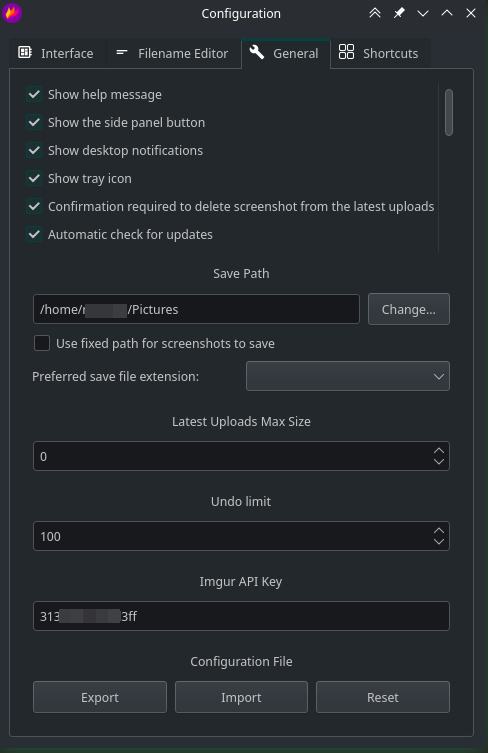 Configuration
Interface
Filename Editor
General
Shortcuts
Show help message
Show the side panel button
Show desktop notifications
Show tray icon
Confirmation required to delete screenshot from the latest uploads
Automatic check for updates
Save Path
/home/ /Pictures
Change...
Use fixed path for screenshots to save
Preferred save file extension:
Latest Uploads Max Size
0
Undo limit
100
Imgur API Key
313 3ff
Configuration File
Export
Import
Reset